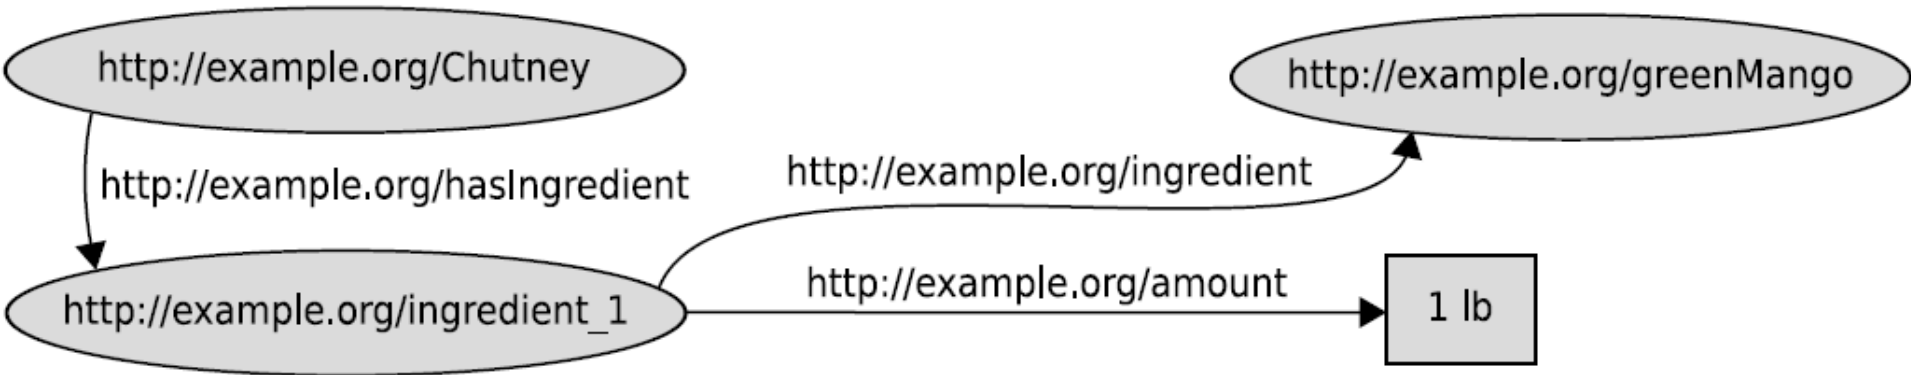 http://example.org/Chutney
http://example.org/greenMango
http://example.org/hasIngredient
http://example.org/ingredient
http://example.org/ingredient_1
http://example.org/amount
1 lb